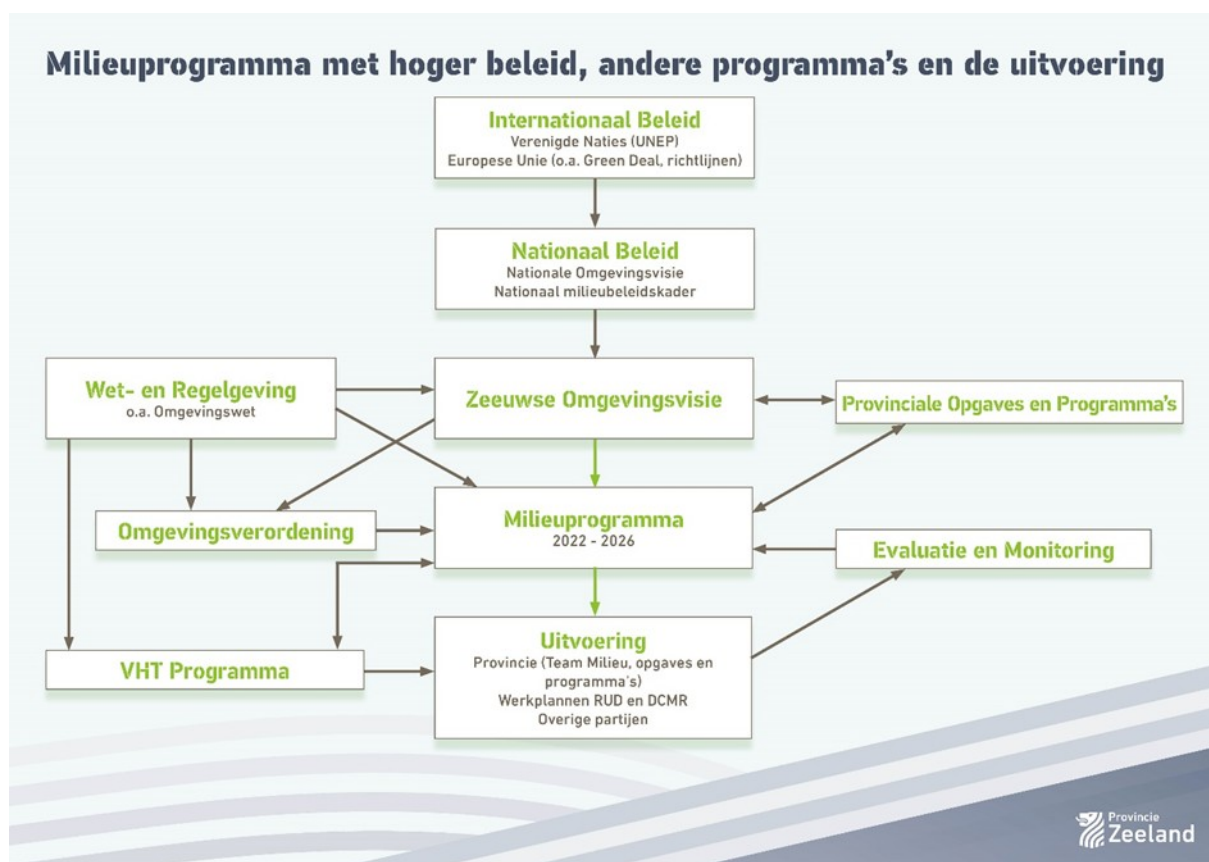 Milieuprogramma met hoger beleid, andere programma's en de uitvoering
Internationaal Beleid
Verenigde Naties (UNEP)
Europese Unie (o.a. Green Deal, richtlijnen)
Nationaal Beleid
Nationale Omgevingsvisie
Nationaal milieubeleidskader
Wet- en Regelgeving
o.a. Omgevingswet
Zeeuwse Omgevingsvisie
Provinciale Opgaves en Programma's
Omgevingsverordening
Milieuprogramma
2022 - 2026
Evaluatie en Monitoring
VHT Programma
Uitvoering
Provincie (Team Milieu, opgaves en
programma's)
Werkplannen RUD en DCMR
Overige partijen
Provincie
Zeeland